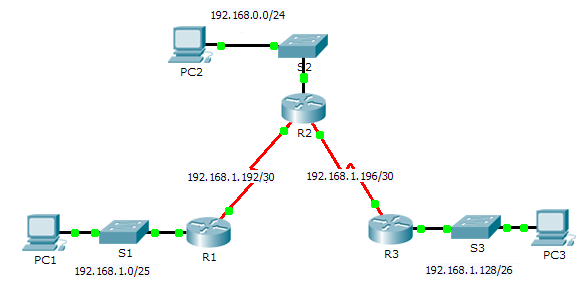 192.168.0.0/24
PC2
S2
R2
192.168.1.192/30
192.168.1.196/30
PC1
S1
R1
R3
S3
PC3
192.168.1.0/25
192.168.1.128/26